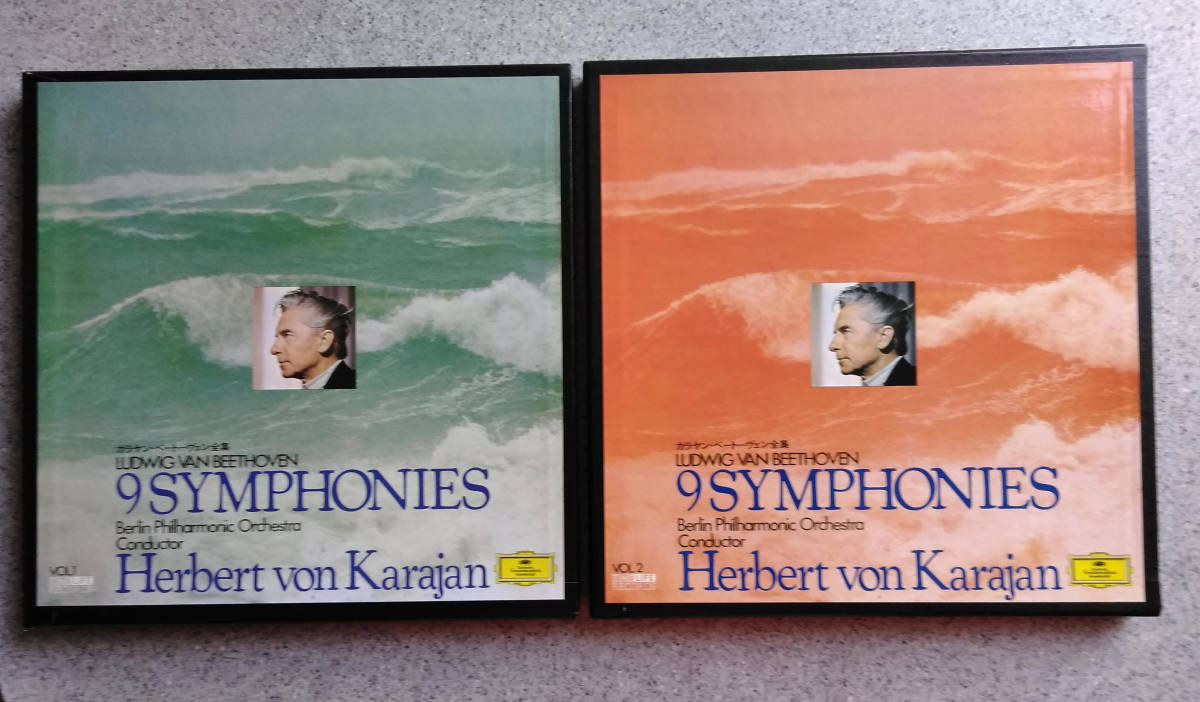 カラヤン・ベートーヴェン全集
LUDWIG VAN BEETHOVEN
9 SYMPHONIES
Berlin Philharmonic Orchestra
Conductor
Herbert von Karajan
VOL.1
カラヤン・ベートーヴェン全集
LUDWIG VAN BEETHOVEN
9 SYMPHONIES
Berlin Philharmonic Orchestra
Conductor
Herbert von Karajan
VOL.2